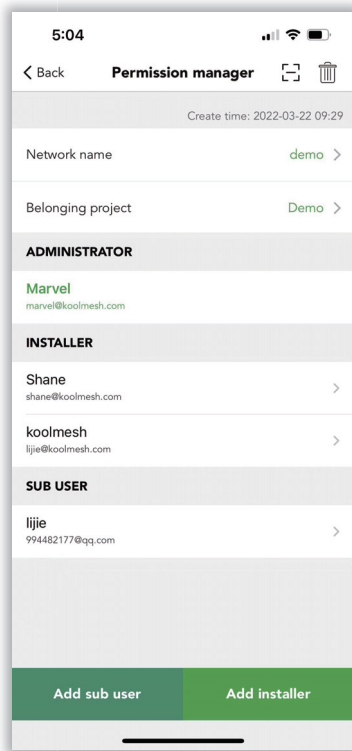 5:04
Back Permission manager
Create time: 2022-03-22 09:29
Network name demo
Belonging project Demo
ADMINISTRATOR
Marvel
marvel@koolmesh.com
INSTALLER
Shane
shane@koolmesh.com
koolmesh
lijie@koolmesh.com
SUB USER
lijie
994482177@qq.com
Add sub user Add installer